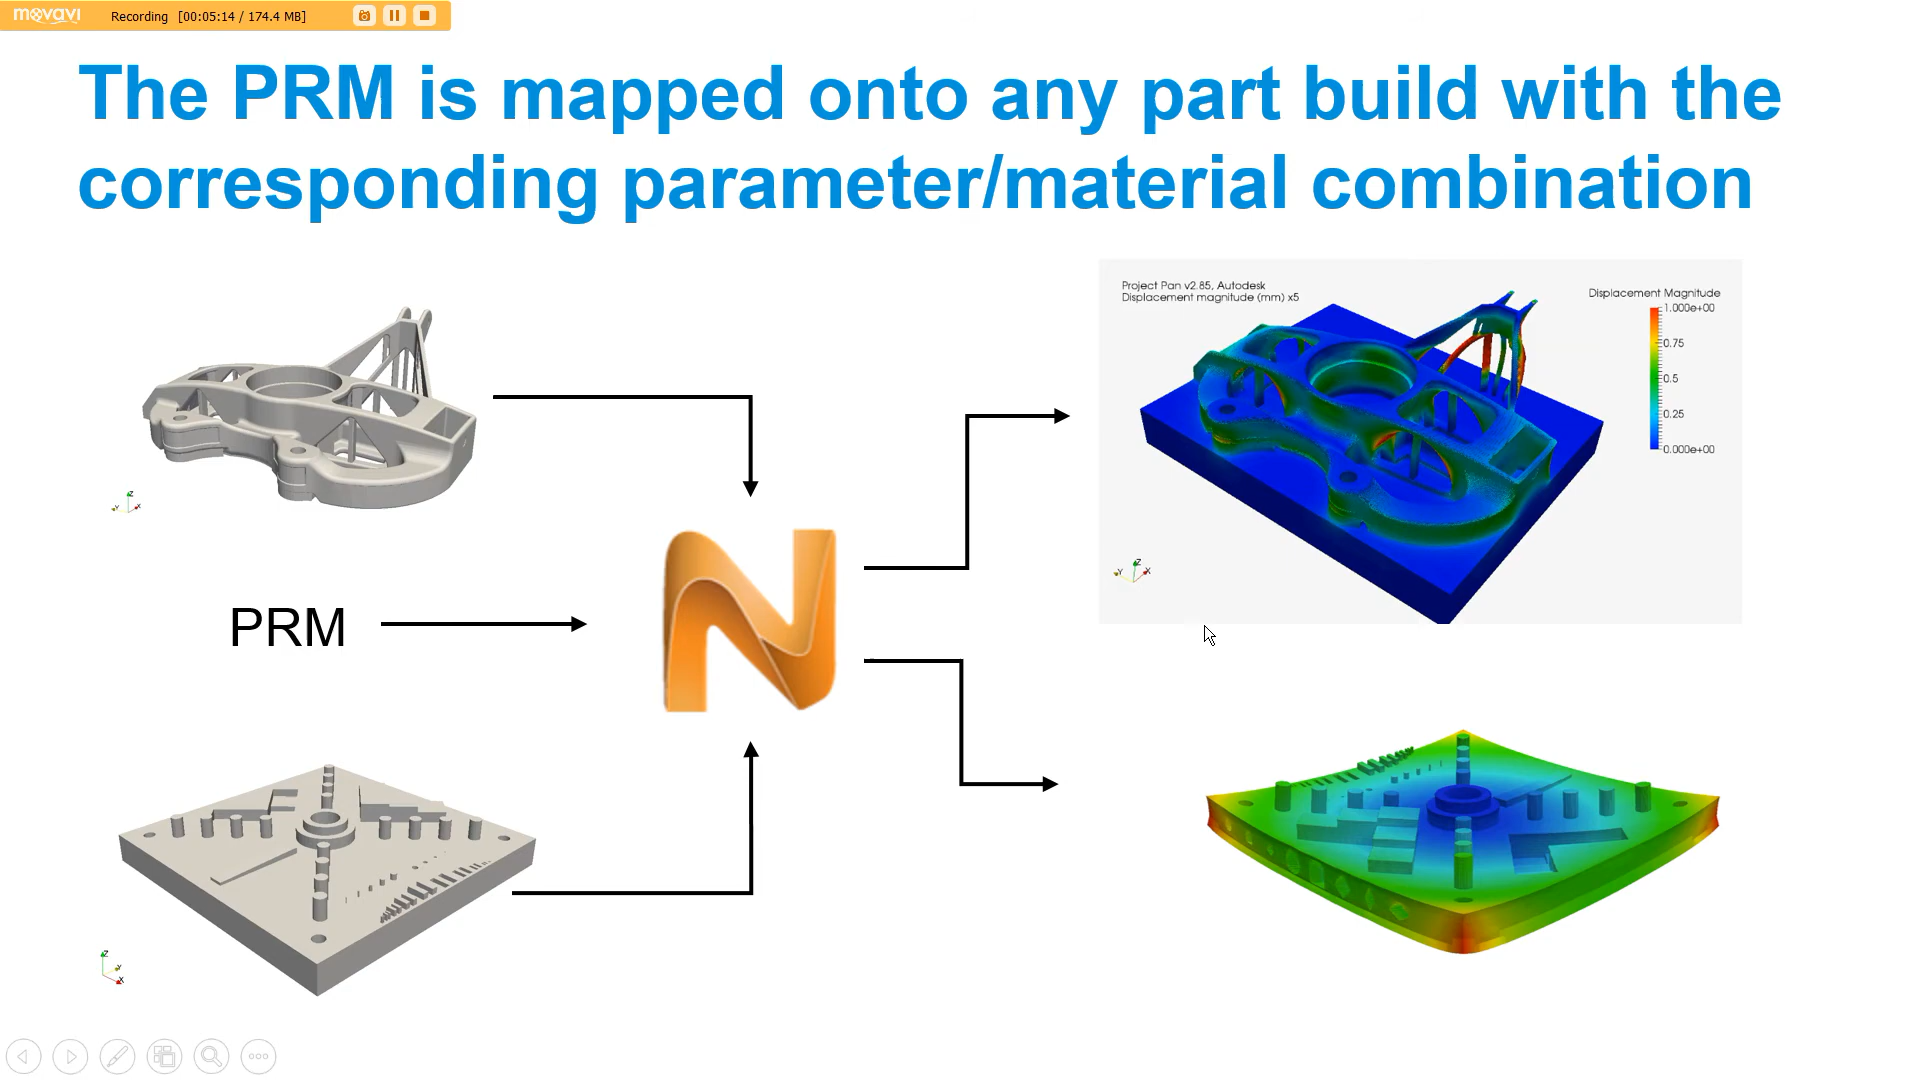 movavi
Recording [00:05:14 / 174.4 MB]
The PRM is mapped onto any part build with the
corresponding parameter/material combination
Project Pan v2.85, Autodesk
Displacement magnitude (mm) x5
Displacement Magnitude
1.000e+00
0.75
0.5
0.25
0.000e+00
Z
Y
X
Z
Y
X
PRM
Z
Y
X